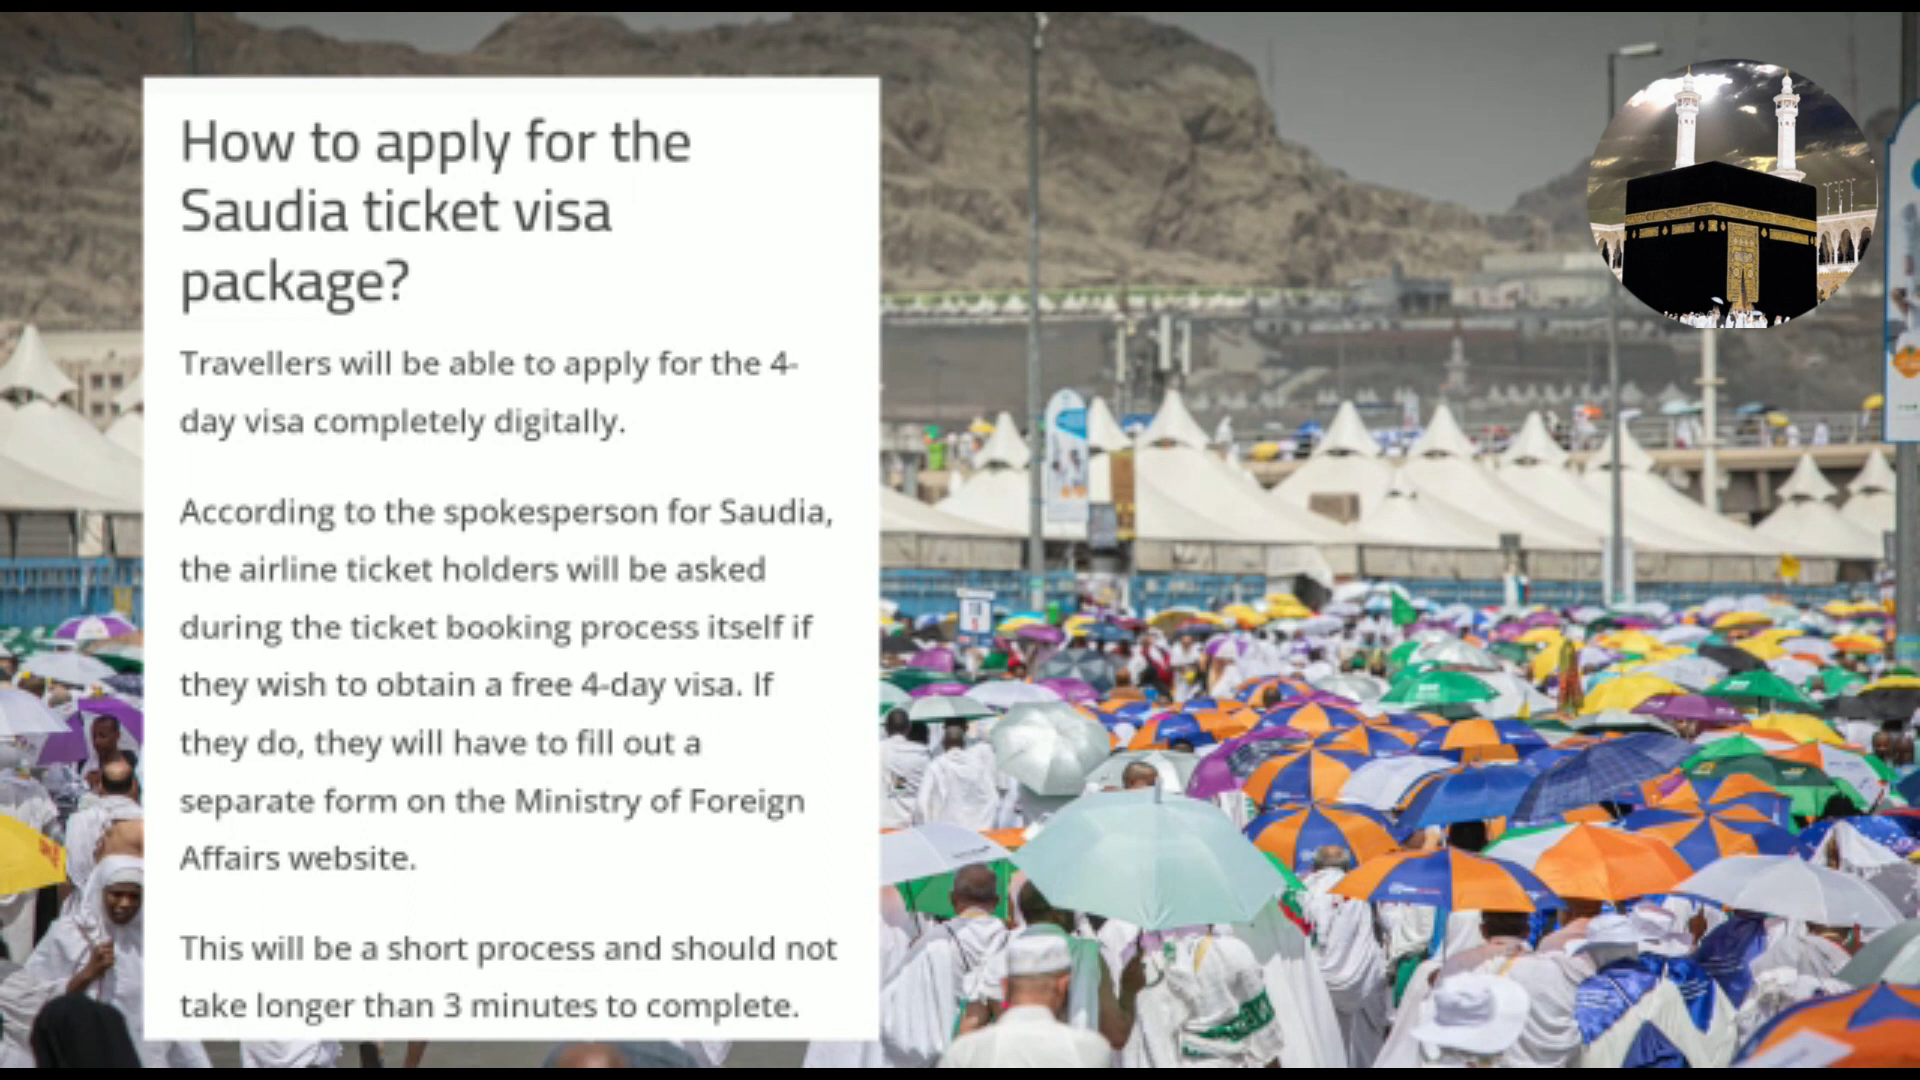 How to apply for the
Saudia ticket visa
package?
Travellers will be able to apply for the 4-
day visa completely digitally.
According to the spokesperson for Saudia,
the airline ticket holders will be asked
during the ticket booking process itself if
they wish to obtain a free 4-day visa. If
they do, they will have to fill out a
separate form on the Ministry of Foreign
Affairs website.
This will be a short process and should not
take longer than 3 minutes to complete.